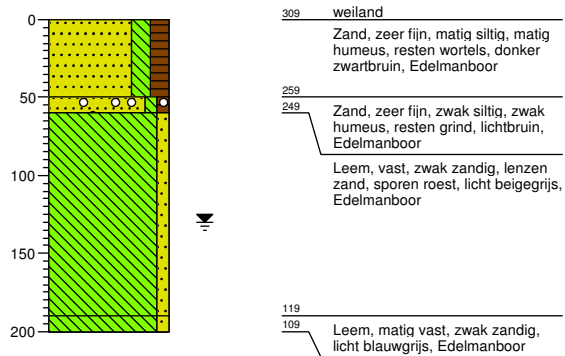 0
50
100
150
200
309 weiland
Zand, zeer fijn, matig siltig, matig
humeus, resten wortels, donker
zwartbruin, Edelmanboor
259
249
Zand, zeer fijn, zwak siltig, zwak
humeus, resten grind, lichtbruin,
Edelmanboor
Leem, vast, zwak zandig, lenzen
zand, sporen roest, licht beigegrijs,
Edelmanboor
119
109
Leem, matig vast, zwak zandig,
licht blauwgrijs, Edelmanboor